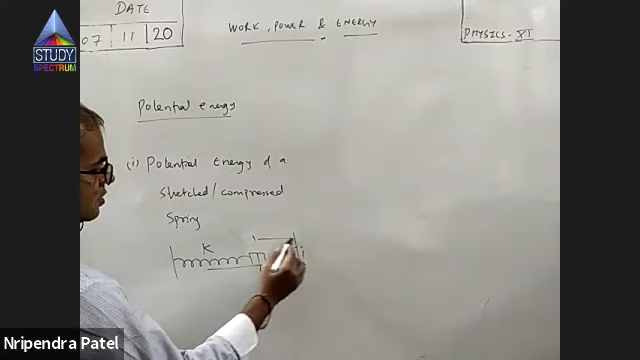 DATE
07 11 20
WORK, POWER & ENERGY
PHYSICS-XI
STUDY
SPECTRUM
Potential energy
(i) Potential Energy of a
stretched/compressed
Spring
K
Nripendra Patel